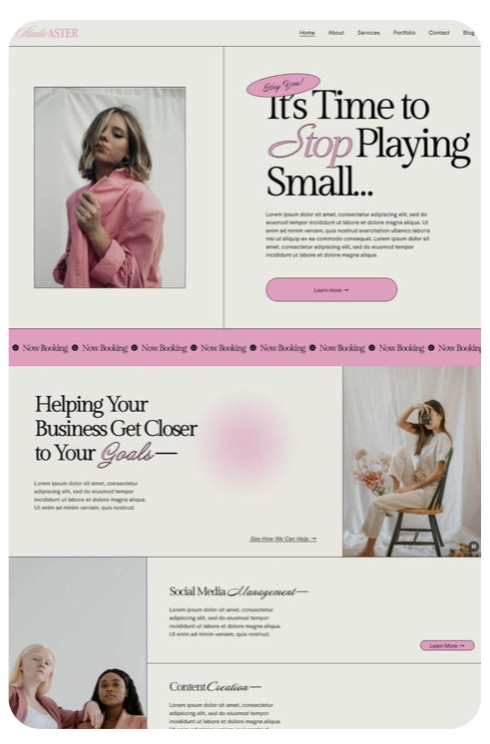 ASTER
Home About Services Portfolio Contact Blog
Hey You!
It's Time to
Stop Playing
Small...
Lorem ipsum dolor sit amet, consectetur adipiscing elit, sed do
eiusmod tempor incididunt ut labore et dolore magna aliqua. Ut
enim ad minim veniam, quis nostrud exercitation ullamco laboris
nisi ut aliquip ex ea commodo consequat. Lorem ipsum dolor sit
amet, consectetur adipiscing elit, sed do eiusmod tempor
incididunt ut labore et dolore magna aliqua.
Learn more →
Now Booking Now Booking Now Booking Now Booking Now Booking Now Booking Now Booking Now Booking
Helping Your
Business Get Closer
to Your Goals—
Lorem ipsum dolor sit amet, consectetur
adipiscing elit, sed do eiusmod tempor
incididunt ut labore et dolore magna aliqua.
Ut enim ad minim veniam, quis nostrud.
See How We Can Help →
Social Media Management—
Lorem ipsum dolor sit amet, consectetur
adipiscing elit, sed do eiusmod tempor
incididunt ut labore et dolore magna aliqua.
Ut enim ad minim veniam, quis nostrud.
Learn More →
Content Creation—
Lorem ipsum dolor sit amet, consectetur
adipiscing elit, sed do eiusmod tempor
incididunt ut labore et dolore magna aliqua.